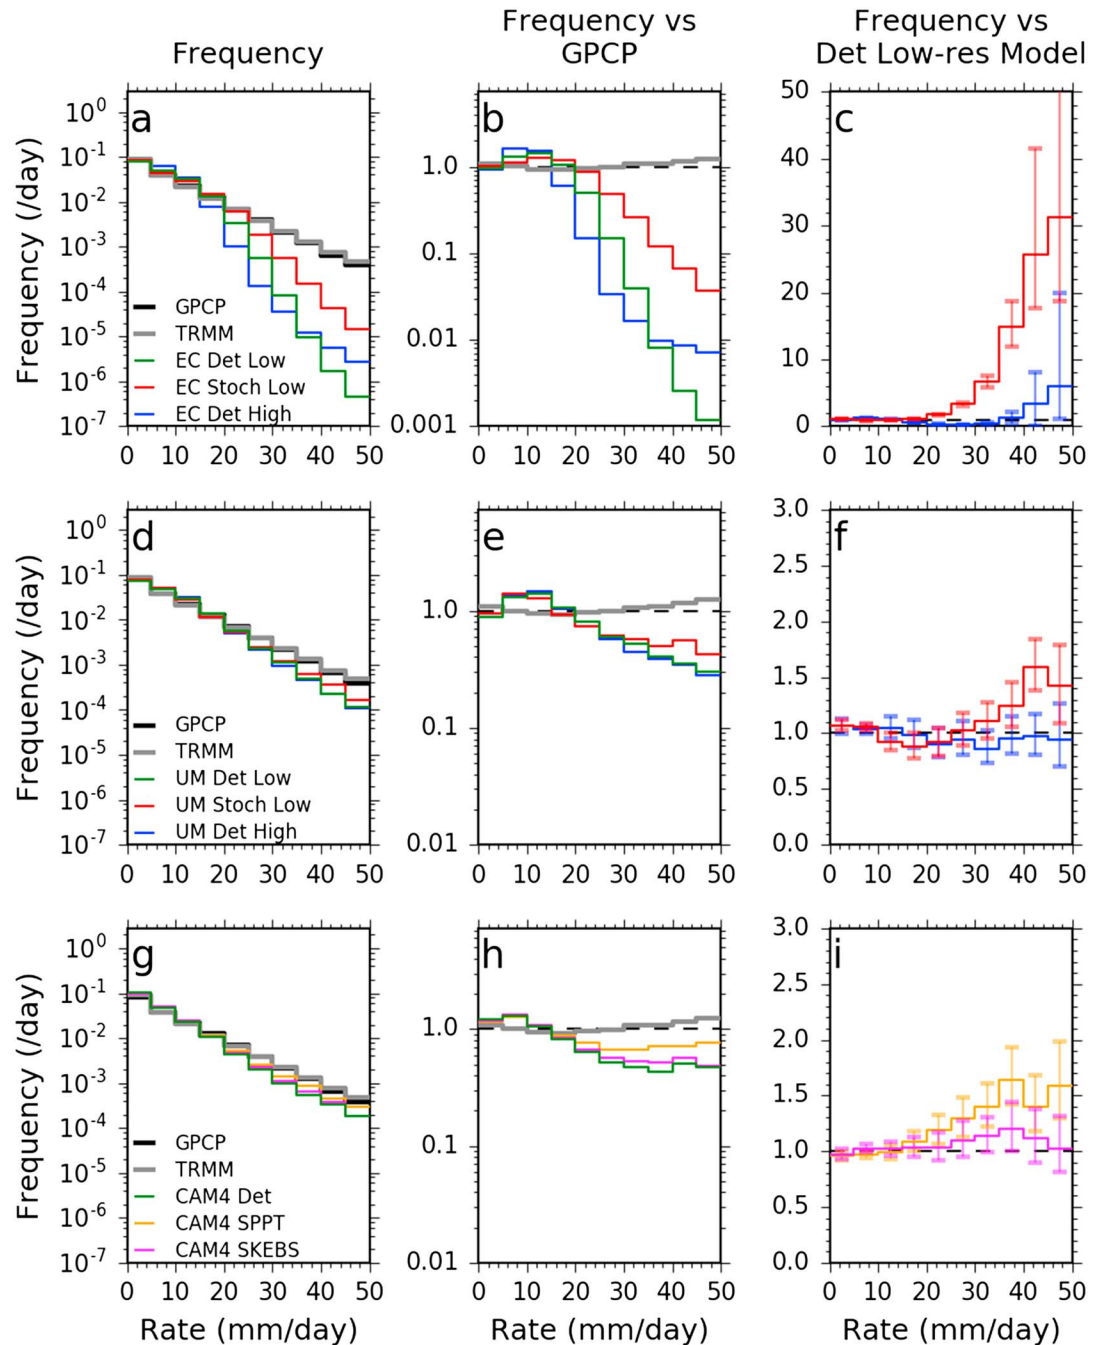 Frequency
Frequency vs
GPCP
Frequency vs
Det Low-res Model
a
Frequency (/day)
10^0
10^-1
10^-2
10^-3
10^-4
10^-5
10^-6
10^-7
GPCP
TRMM
EC Det Low
EC Stoch Low
EC Det High
0 10 20 30 40 50
b
1.0
0.1
0.01
0.001
0 10 20 30 40 50
c
50
40
30
20
10
0
0 10 20 30 40 50
d
Frequency (/day)
10^0
10^-1
10^-2
10^-3
10^-4
10^-5
10^-6
10^-7
GPCP
TRMM
UM Det Low
UM Stoch Low
UM Det High
0 10 20 30 40 50
e
1.0
0.1
0.01
0 10 20 30 40 50
f
3.0
2.5
2.0
1.5
1.0
0.5
0.0
0 10 20 30 40 50
g
Frequency (/day)
10^0
10^-1
10^-2
10^-3
10^-4
10^-5
10^-6
10^-7
GPCP
TRMM
CAM4 Det
CAM4 SPPT
CAM4 SKEBS
0 10 20 30 40 50
Rate (mm/day)
h
1.0
0.1
0.01
0 10 20 30 40 50
Rate (mm/day)
i
3.0
2.5
2.0
1.5
1.0
0.5
0.0
0 10 20 30 40 50
Rate (mm/day)